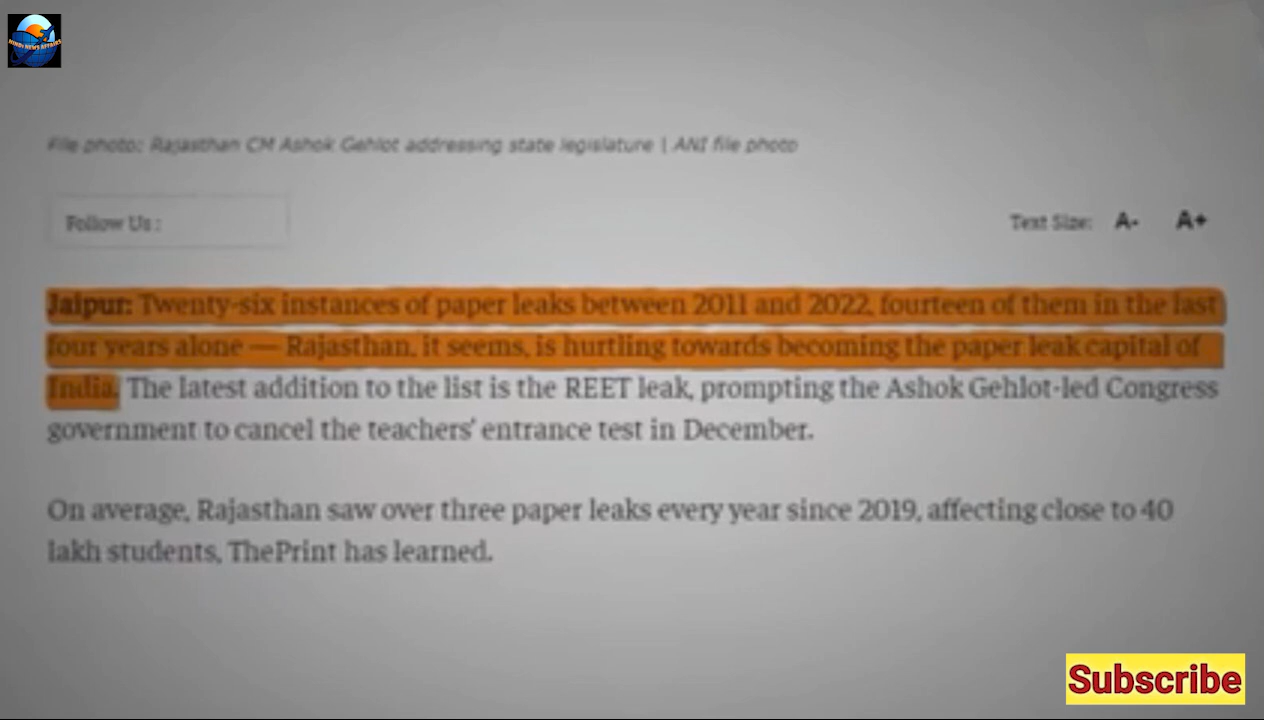 HINDI NEWS AFFAIRS
File photo: Rajasthan CM Ashok Gehlot addressing state legislature | ANI file photo
Follow Us :
Text Size: A- A+
Jaipur: Twenty-six instances of paper leaks between 2011 and 2022, fourteen of them in the last
four years alone — Rajasthan, it seems, is hurtling towards becoming the paper leak capital of
India. The latest addition to the list is the REET leak, prompting the Ashok Gehlot-led Congress
government to cancel the teachers’ entrance test in December.
On average, Rajasthan saw over three paper leaks every year since 2019, affecting close to 40
lakh students, ThePrint has learned.
Subscribe